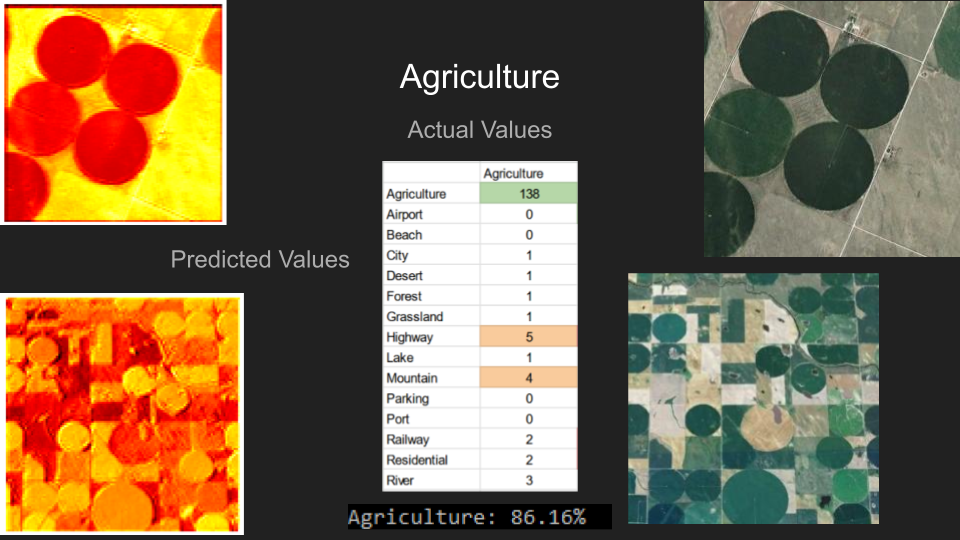 Agriculture
Actual Values
Predicted Values
Agriculture
Agriculture 138
Airport 0
Beach 0
City 1
Desert 1
Forest 1
Grassland 1
Highway 5
Lake 1
Mountain 4
Parking 0
Port 0
Railway 2
Residential 2
River 3
Agriculture: 86.16%